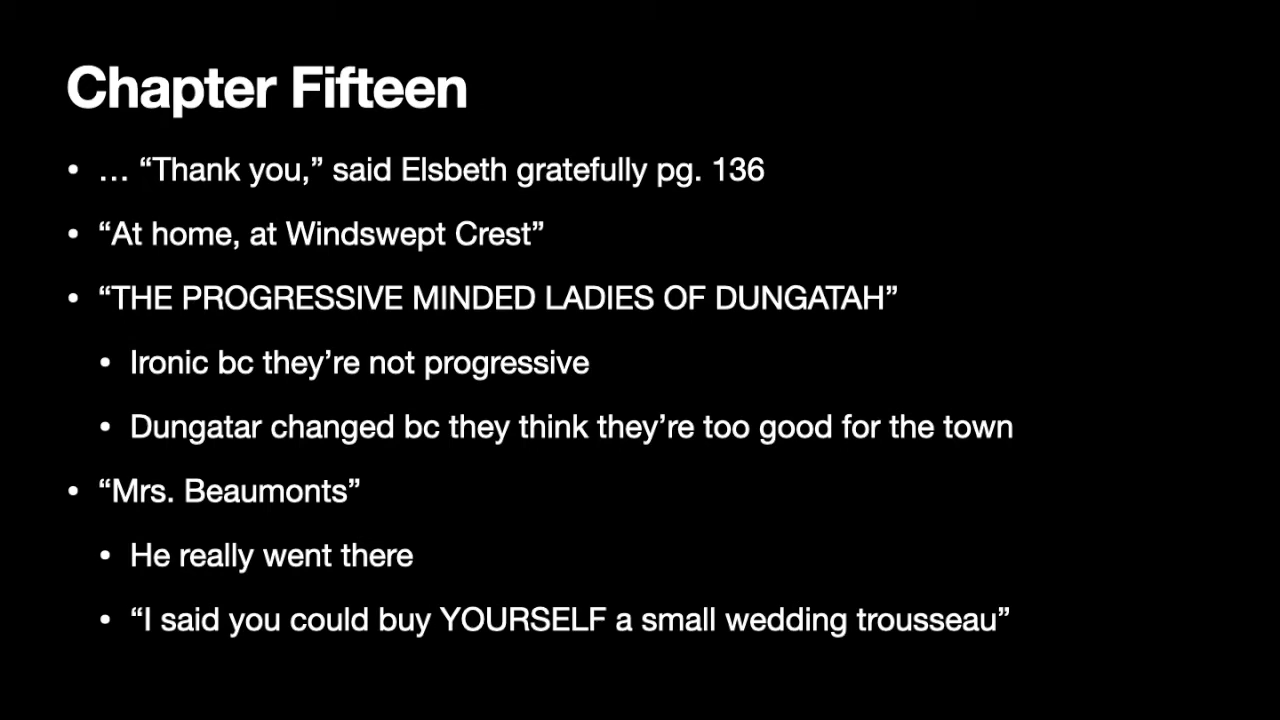 Chapter Fifteen
• … “Thank you,” said Elsbeth gratefully pg. 136
• “At home, at Windswept Crest”
• “THE PROGRESSIVE MINDED LADIES OF DUNGATAH”
• Ironic bc they’re not progressive
• Dungatar changed bc they think they’re too good for the town
• “Mrs. Beaumonts”
• He really went there
• “I said you could buy YOURSELF a small wedding trousseau”